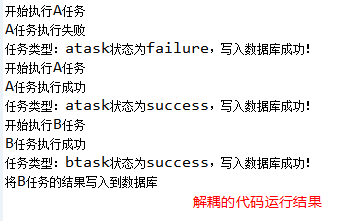 开始执行A任务
A任务执行失败
任务类型：atask状态为failure，写入数据库成功！
开始执行A任务
A任务执行成功
任务类型：atask状态为success，写入数据库成功！
开始执行B任务
B任务执行成功
任务类型：btask状态为success，写入数据库成功！
将B任务的结果写入到数据库
解耦的代码运行结果